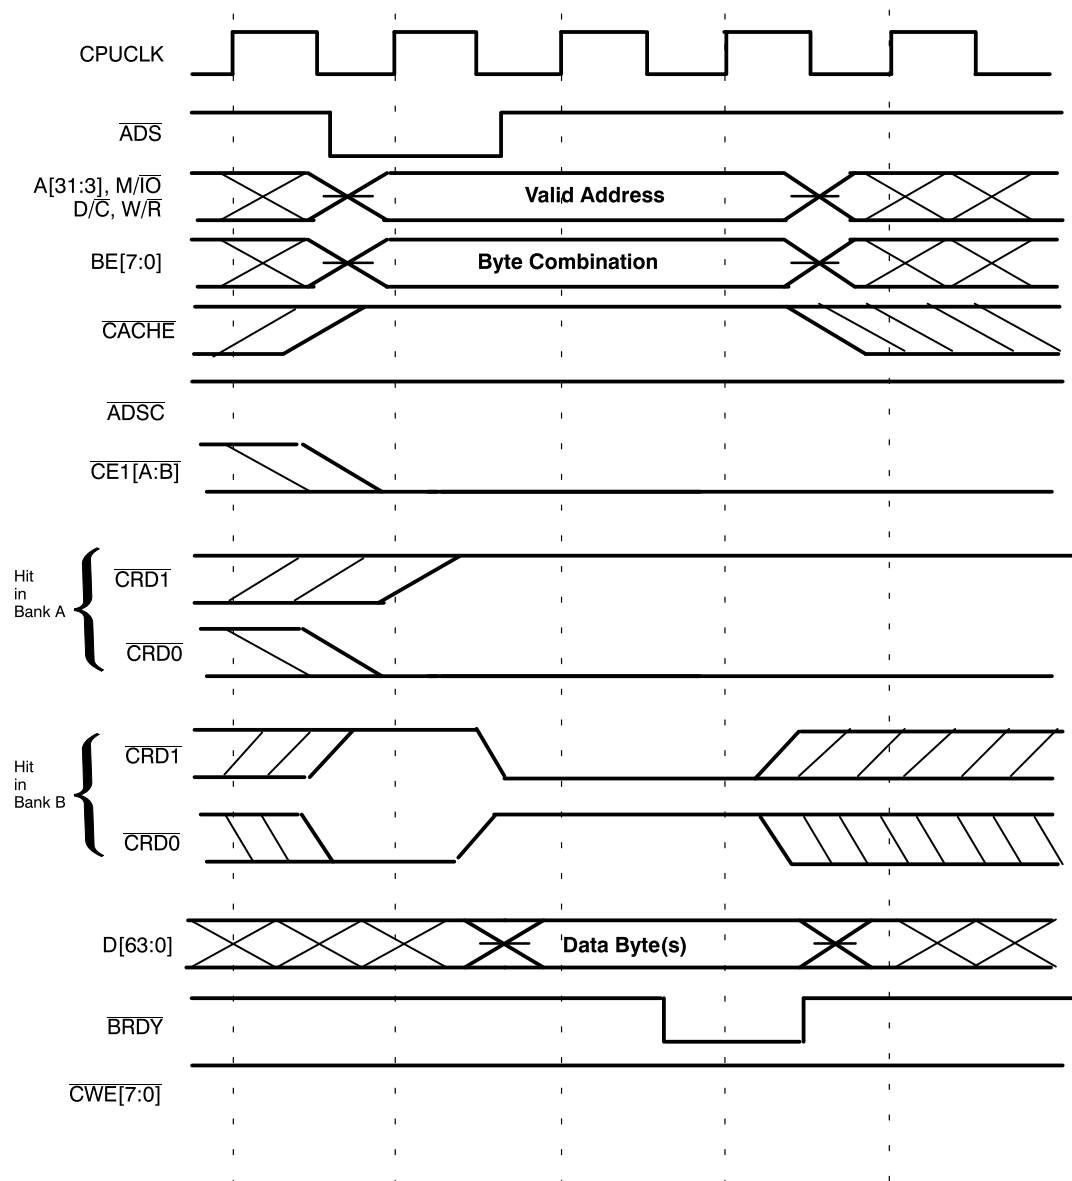 CPUCLK
ADS
A[31:3], M/IO
D/C, W/R
Valid Address
BE[7:0]
Byte Combination
CACHE
ADSC
CE1[A:B]
Hit
in
Bank A
CRD1
CRD0
Hit
in
Bank B
CRD1
CRD0
D[63:0]
Data Byte(s)
BRDY
CWE[7:0]